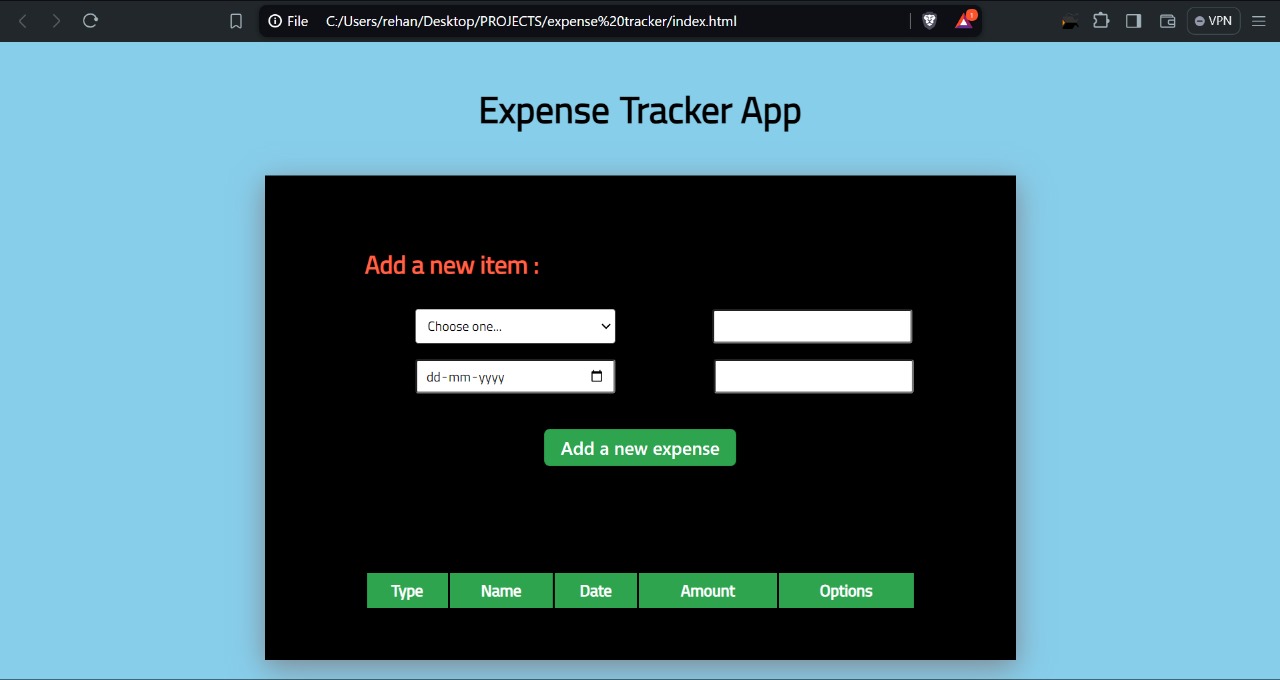 File C:/Users/rehan/Desktop/PROJECTS/expense%20tracker/index.html 1 VPN
Expense Tracker App
Add a new item :
Choose one...
dd-mm-yyyy
Add a new expense
Type Name Date Amount Options